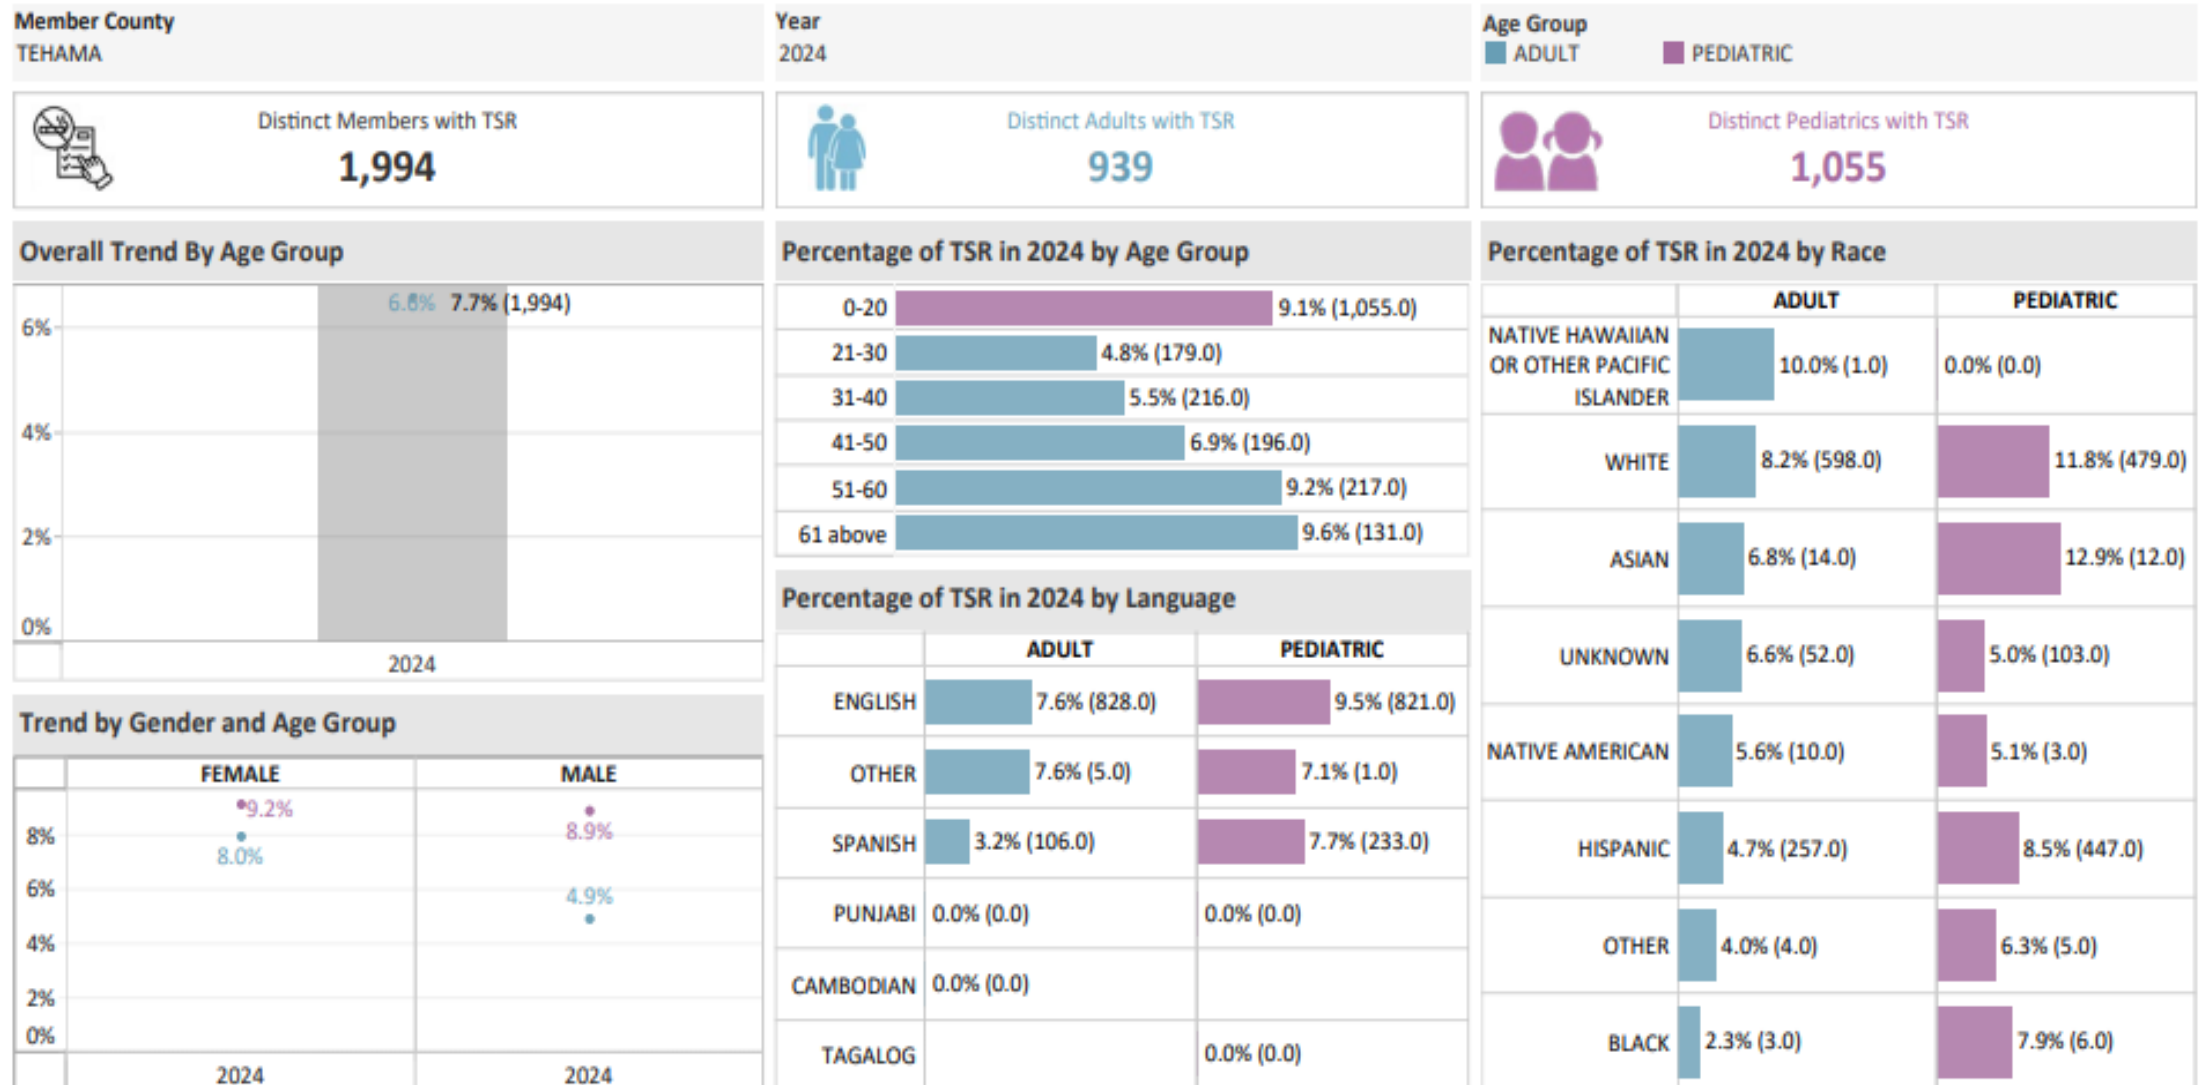 Member County
TEHAMA
Year
2024
Age Group
ADULT PEDIATRIC
Distinct Members with TSR
1,994
Distinct Adults with TSR
939
Distinct Pediatrics with TSR
1,055
Overall Trend By Age Group
7.7% (1,994)
6%
4%
2%
0%
2024
Trend by Gender and Age Group
FEMALE MALE
9.2%
8.0%
8.9%
4.9%
8%
6%
4%
2%
0%
2024 2024
Percentage of TSR in 2024 by Age Group
0-20 9.1% (1,055.0)
21-30 4.8% (179.0)
31-40 5.5% (216.0)
41-50 6.9% (196.0)
51-60 9.2% (217.0)
61 above 9.6% (131.0)
Percentage of TSR in 2024 by Language
ADULT PEDIATRIC
ENGLISH 7.6% (828.0) 9.5% (821.0)
OTHER 7.6% (5.0) 7.1% (1.0)
SPANISH 3.2% (106.0) 7.7% (233.0)
PUNJABI 0.0% (0.0) 0.0% (0.0)
CAMBODIAN 0.0% (0.0)
TAGALOG 0.0% (0.0)
Percentage of TSR in 2024 by Race
ADULT PEDIATRIC
NATIVE HAWAIIAN
OR OTHER PACIFIC 10.0% (1.0) 0.0% (0.0)
ISLANDER
WHITE 8.2% (598.0) 11.8% (479.0)
ASIAN 6.8% (14.0) 12.9% (12.0)
UNKNOWN 6.6% (52.0) 5.0% (103.0)
NATIVE AMERICAN 5.6% (10.0) 5.1% (3.0)
HISPANIC 4.7% (257.0) 8.5% (447.0)
OTHER 4.0% (4.0) 6.3% (5.0)
BLACK 2.3% (3.0) 7.9% (6.0)